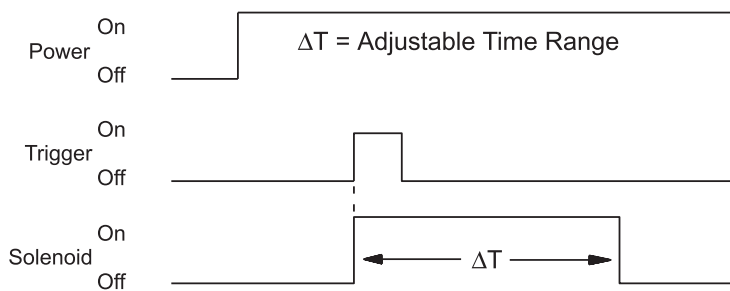 On
Power
Off
ΔT = Adjustable Time Range
On
Trigger
Off
On
Solenoid
Off
ΔT